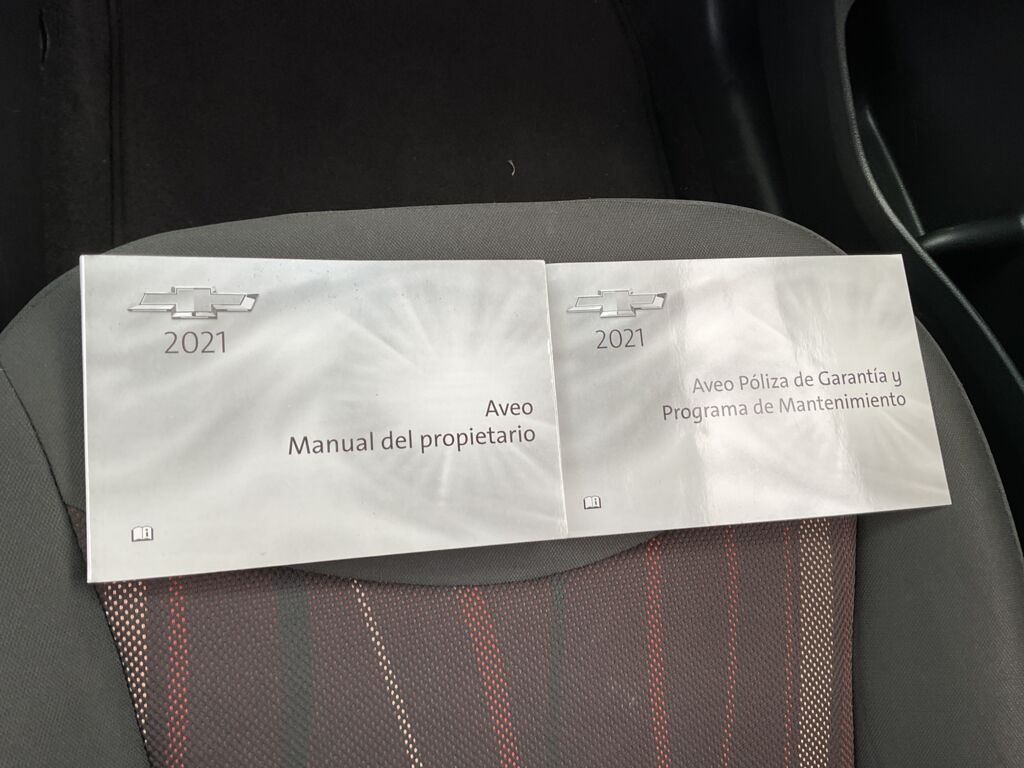 2021
Aveo
Manual del propietario
2021
Aveo Póliza de Garantía y
Programa de Mantenimiento